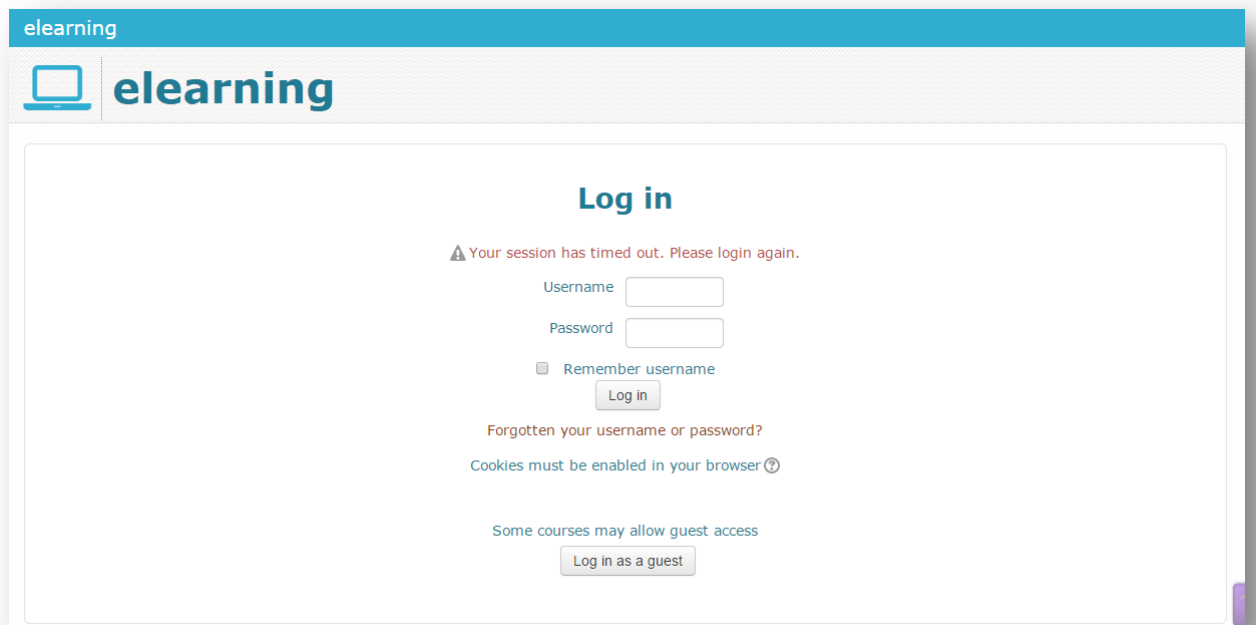 elearning
elearning
Log in
Your session has timed out. Please login again.
Username
Password
Remember username
Log in
Forgotten your username or password?
Cookies must be enabled in your browser
Some courses may allow guest access
Log in as a guest